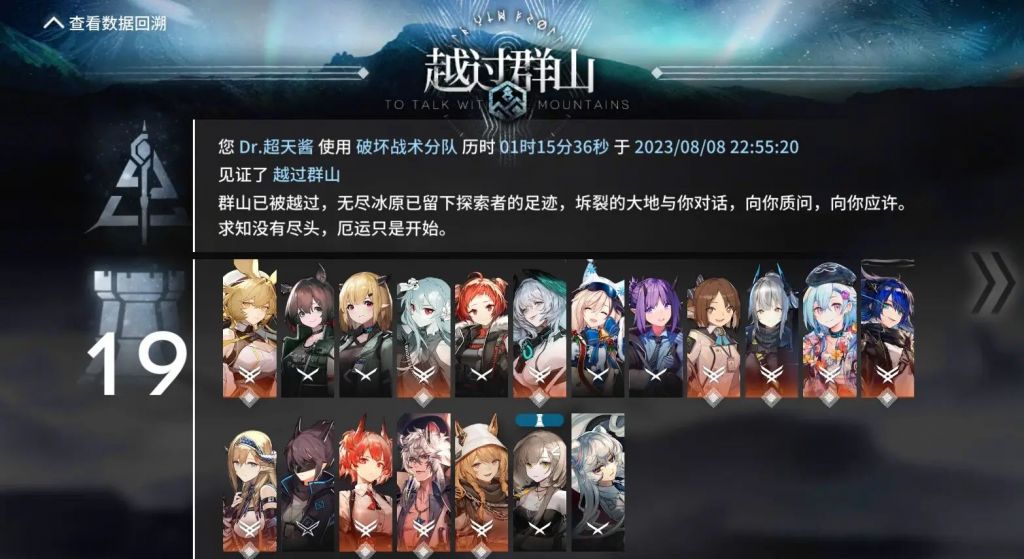 查看数据回溯
越过群山
TO TALK WITH MOUNTAINS
您 Dr.超天酱 使用 破坏战术分队 历时 01时15分36秒 于 2023/08/08 22:55:20
见证了 越过群山
群山已被越过，无尽冰原已留下探索者的足迹，坼裂的大地与你对话，向你质问，向你应许。
求知没有尽头，厄运只是开始。
19